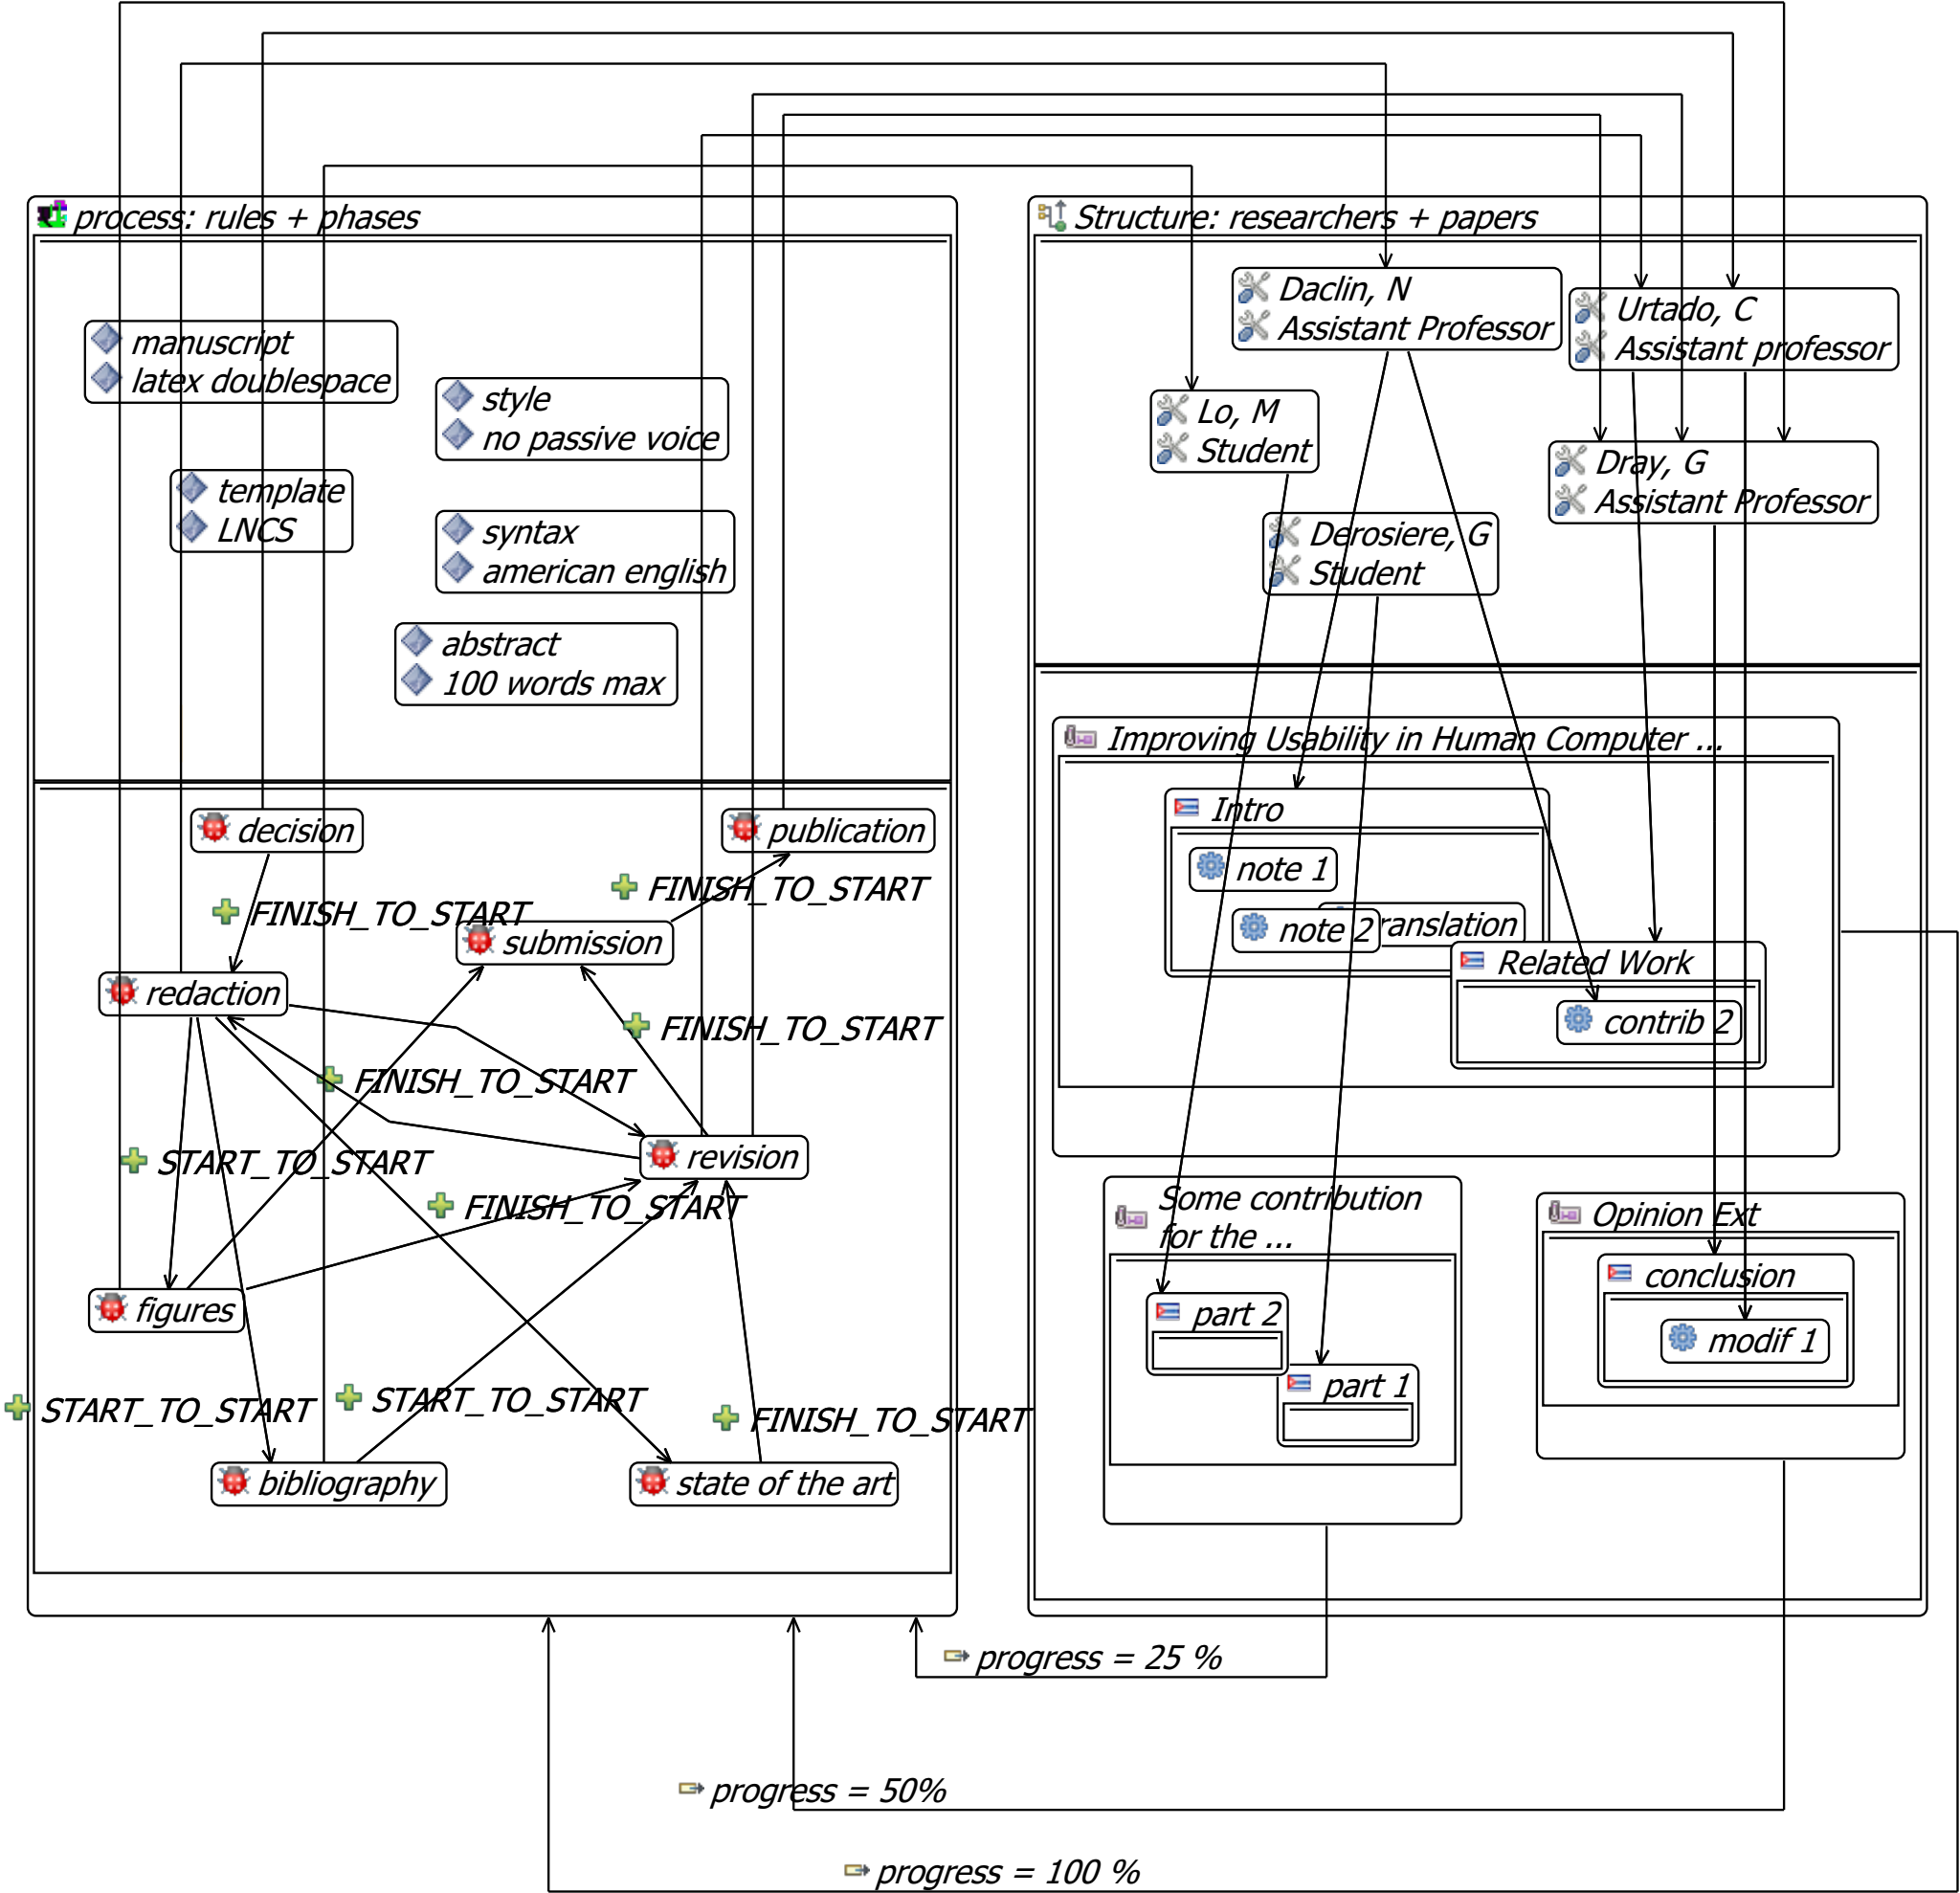 process: rules + phases
manuscript
latex doublespace
style
no passive voice
template
LNCS
syntax
american english
abstract
100 words max
decision
publication
FINISH_TO_START
FINISH_TO_START
submission
redaction
FINISH_TO_START
FINISH_TO_START
START_TO_START
revision
FINISH_TO_START
figures
START_TO_START
START_TO_START
FINISH_TO_START
bibliography
state of the art
Structure: researchers + papers
Daclin, N
Assistant Professor
Urtado, C
Assistant professor
Lo, M
Student
Dray, G
Assistant Professor
Derosiere, G
Student
Improving Usability in Human Computer ...
Intro
note 1
note 2
ranslation
Related Work
contrib 2
Some contribution
for the ...
part 2
part 1
Opinion Ext
conclusion
modif 1
progress = 25 %
progress = 50%
progress = 100 %